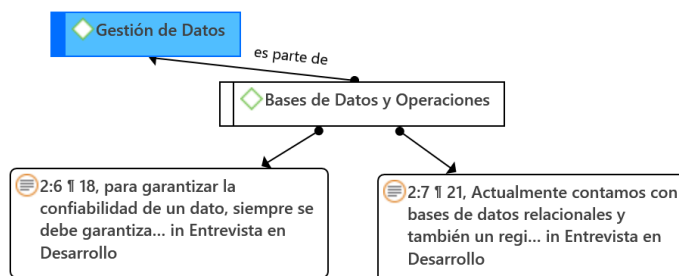 Gestión de Datos
es parte de
Bases de Datos y Operaciones
2:6 ¶ 18, para garantizar la
confiabilidad de un dato, siempre se
debe garantiza... in Entrevista en
Desarrollo
2:7 ¶ 21, Actualmente contamos con
bases de datos relacionales y
también un regi... in Entrevista en
Desarrollo